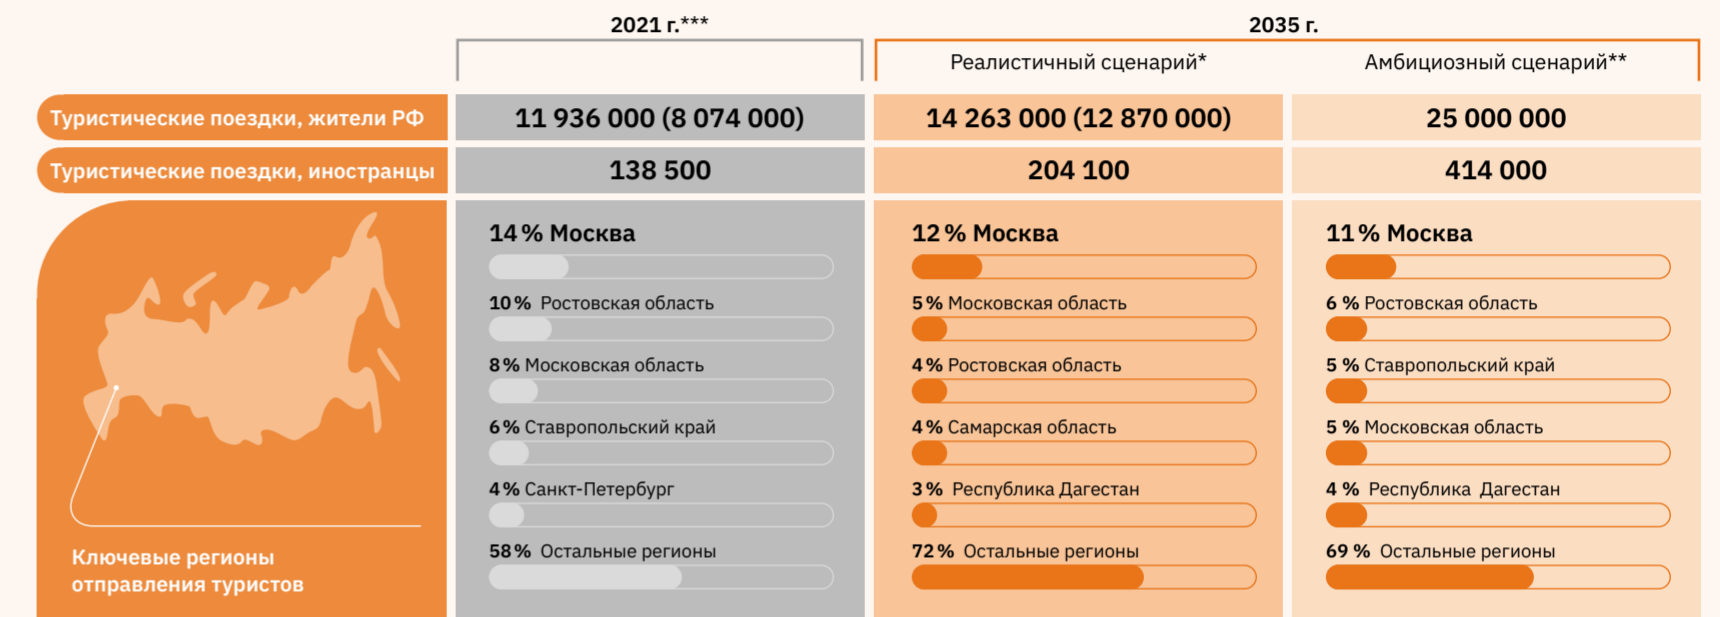 2021 г.***
2035 г.
Реалистичный сценарий*
Амбициозный сценарий**
Туристические поездки, жители РФ
11 936 000 (8 074 000)
14 263 000 (12 870 000)
25 000 000
Туристические поездки, иностранцы
138 500
204 100
414 000
Ключевые регионы
отправления туристов
14 % Москва
10 % Ростовская область
8 % Московская область
6 % Ставропольский край
4 % Санкт-Петербург
58 % Остальные регионы
12 % Москва
5 % Московская область
4 % Ростовская область
4 % Самарская область
3 % Республика Дагестан
72 % Остальные регионы
11 % Москва
6 % Ростовская область
5 % Ставропольский край
5 % Московская область
4 % Республика Дагестан
69 % Остальные регионы